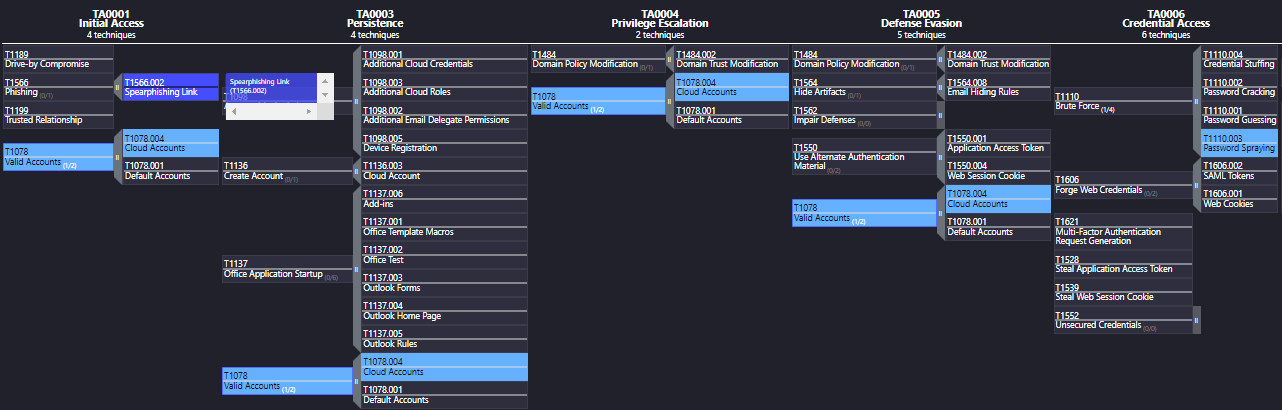 TA0001
Initial Access
4 techniques
T1189
Drive-by Compromise
T1566
Phishing (0/1)
T1566.002
Spearphishing Link
T1199
Trusted Relationship
T1078
Valid Accounts (1/2)
T1078.004
Cloud Accounts
T1078.001
Default Accounts
Spearphishing Link
(T1566.002)
TA0003
Persistence
4 techniques
T1098
T1098.001
Additional Cloud Credentials
T1098.003
Additional Cloud Roles
T1098.002
Additional Email Delegate Permissions
T1098.005
Device Registration
T1136
Create Account (0/1)
T1136.003
Cloud Account
T1137
Office Application Startup (0/6)
T1137.006
Add-ins
T1137.001
Office Template Macros
T1137.002
Office Test
T1137.003
Outlook Forms
T1137.004
Outlook Home Page
T1137.005
Outlook Rules
T1078
Valid Accounts (1/2)
T1078.004
Cloud Accounts
T1078.001
Default Accounts
TA0004
Privilege Escalation
2 techniques
T1484
Domain Policy Modification (0/1)
T1484.002
Domain Trust Modification
T1078
Valid Accounts (1/2)
T1078.004
Cloud Accounts
T1078.001
Default Accounts
TA0005
Defense Evasion
5 techniques
T1484
Domain Policy Modification (0/1)
T1484.002
Domain Trust Modification
T1564
Hide Artifacts (0/1)
T1564.008
Email Hiding Rules
T1562
Impair Defenses (0/0)
T1550
Use Alternate Authentication
Material (0/2)
T1550.001
Application Access Token
T1550.004
Web Session Cookie
T1078
Valid Accounts (1/2)
T1078.004
Cloud Accounts
T1078.001
Default Accounts
TA0006
Credential Access
6 techniques
T1110
Brute Force (1/4)
T1110.004
Credential Stuffing
T1110.002
Password Cracking
T1110.001
Password Guessing
T1110.003
Password Spraying
T1606
Forge Web Credentials (0/2)
T1606.002
SAML Tokens
T1606.001
Web Cookies
T1621
Multi-Factor Authentication
Request Generation
T1528
Steal Application Access Token
T1539
Steal Web Session Cookie
T1552
Unsecured Credentials (0/0)